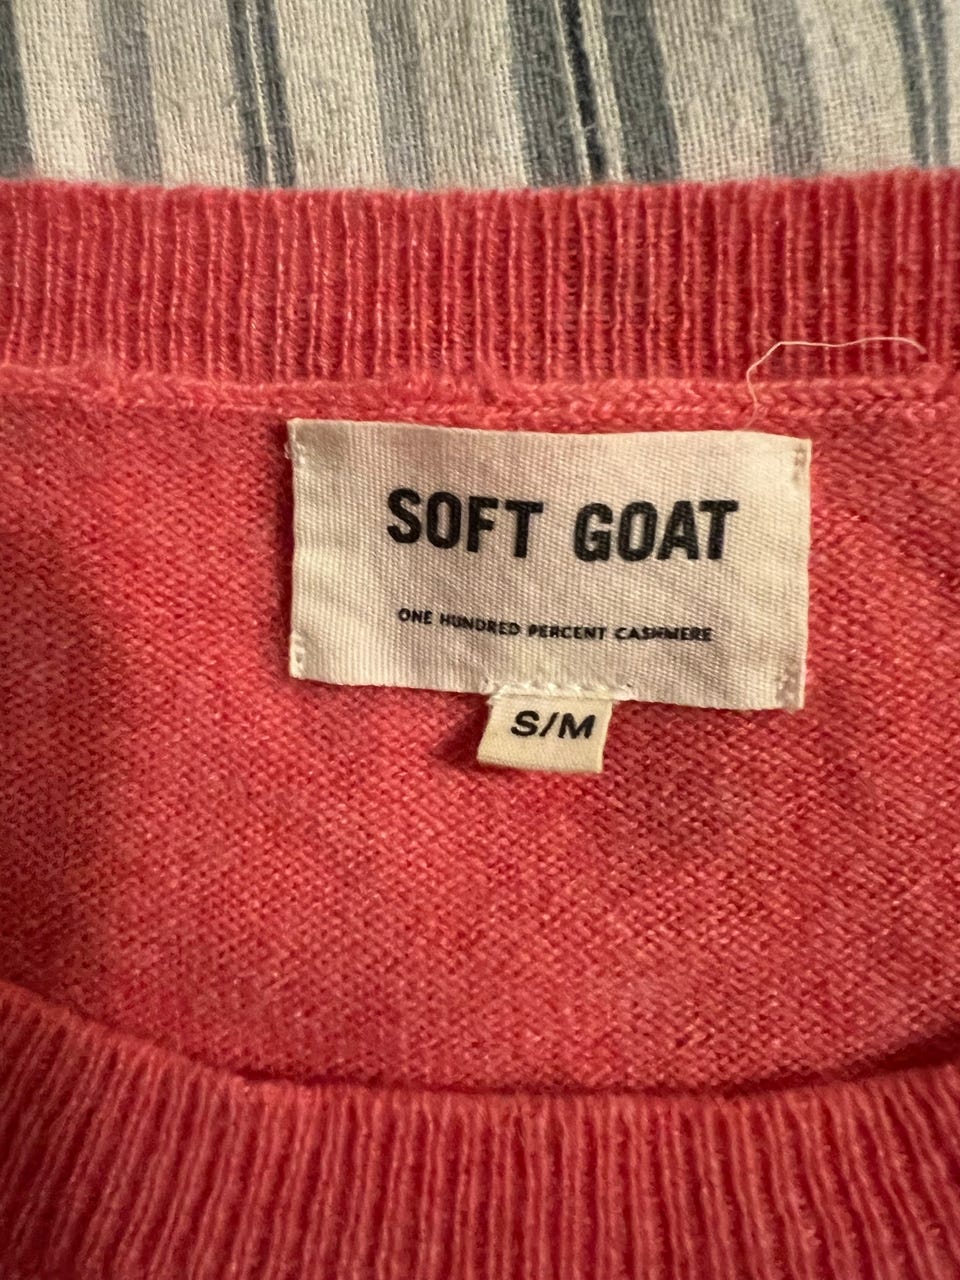 SOFT GOAT
ONE HUNDRED PERCENT CASHMERE
S/M